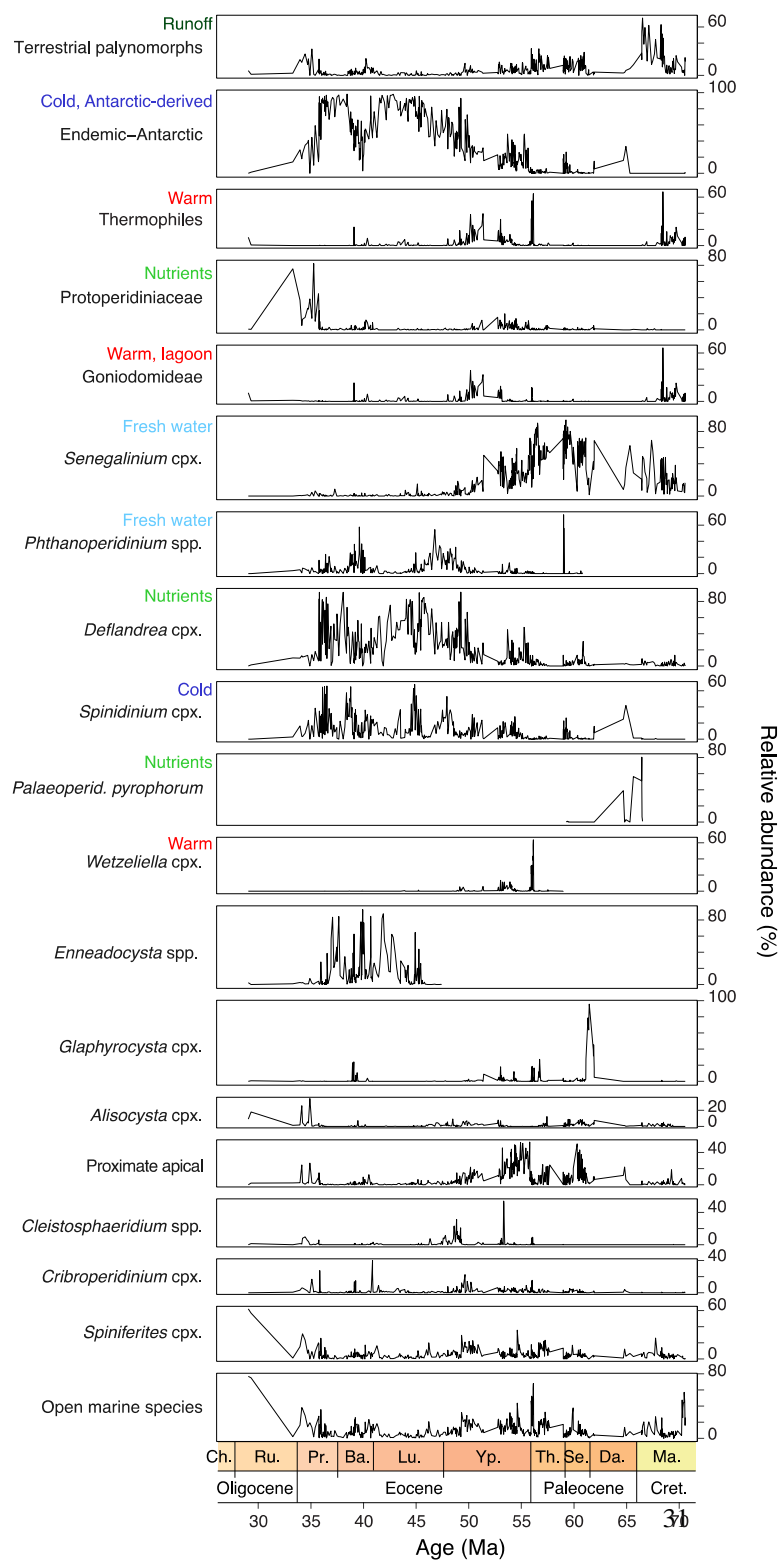 Runoff
Terrestrial palynomorphs
60
0
Cold, Antarctic-derived
Endemic−Antarctic
100
0
Warm
Thermophiles
60
0
Nutrients
Protoperidiniaceae
80
0
Warm, lagoon
Goniodomideae
60
0
Fresh water
Senegalinium cpx.
80
0
Fresh water
Phthanoperidinium spp.
60
0
Nutrients
Deflandrea cpx.
80
0
Cold
Spinidinium cpx.
60
0
Nutrients
Palaeoperid. pyrophorum
80
0
Warm
Wetzeliella cpx.
60
0
Enneadocysta spp.
80
0
Glaphyrocysta cpx.
100
0
Alisocysta cpx.
20
0
Proximate apical
40
0
Cleistosphaeridium spp.
40
0
Cribroperidinium cpx.
40
0
Spiniferites cpx.
60
0
Open marine species
80
0
Relative abundance (%)
Ch. Ru. Pr. Ba. Lu. Yp. Th. Se. Da. Ma.
Oligocene Eocene Paleocene Cret.
30 35 40 45 50 55 60 65 70
31
Age (Ma)